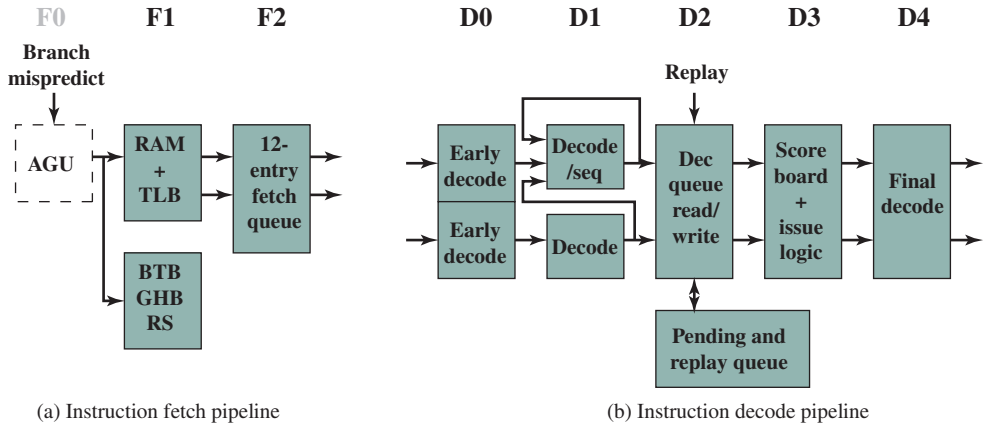 F0
F1
F2
Branch
mispredict
AGU
RAM
+
TLB
12-
entry
fetch
queue
BTB
GHB
RS
(a) Instruction fetch pipeline
D0
D1
D2
D3
D4
Replay
Early
decode
Early
decode
Decode
/seq
Decode
Dec
queue
read/
write
Score
board
+
issue
logic
Final
decode
Pending and
replay queue
(b) Instruction decode pipeline